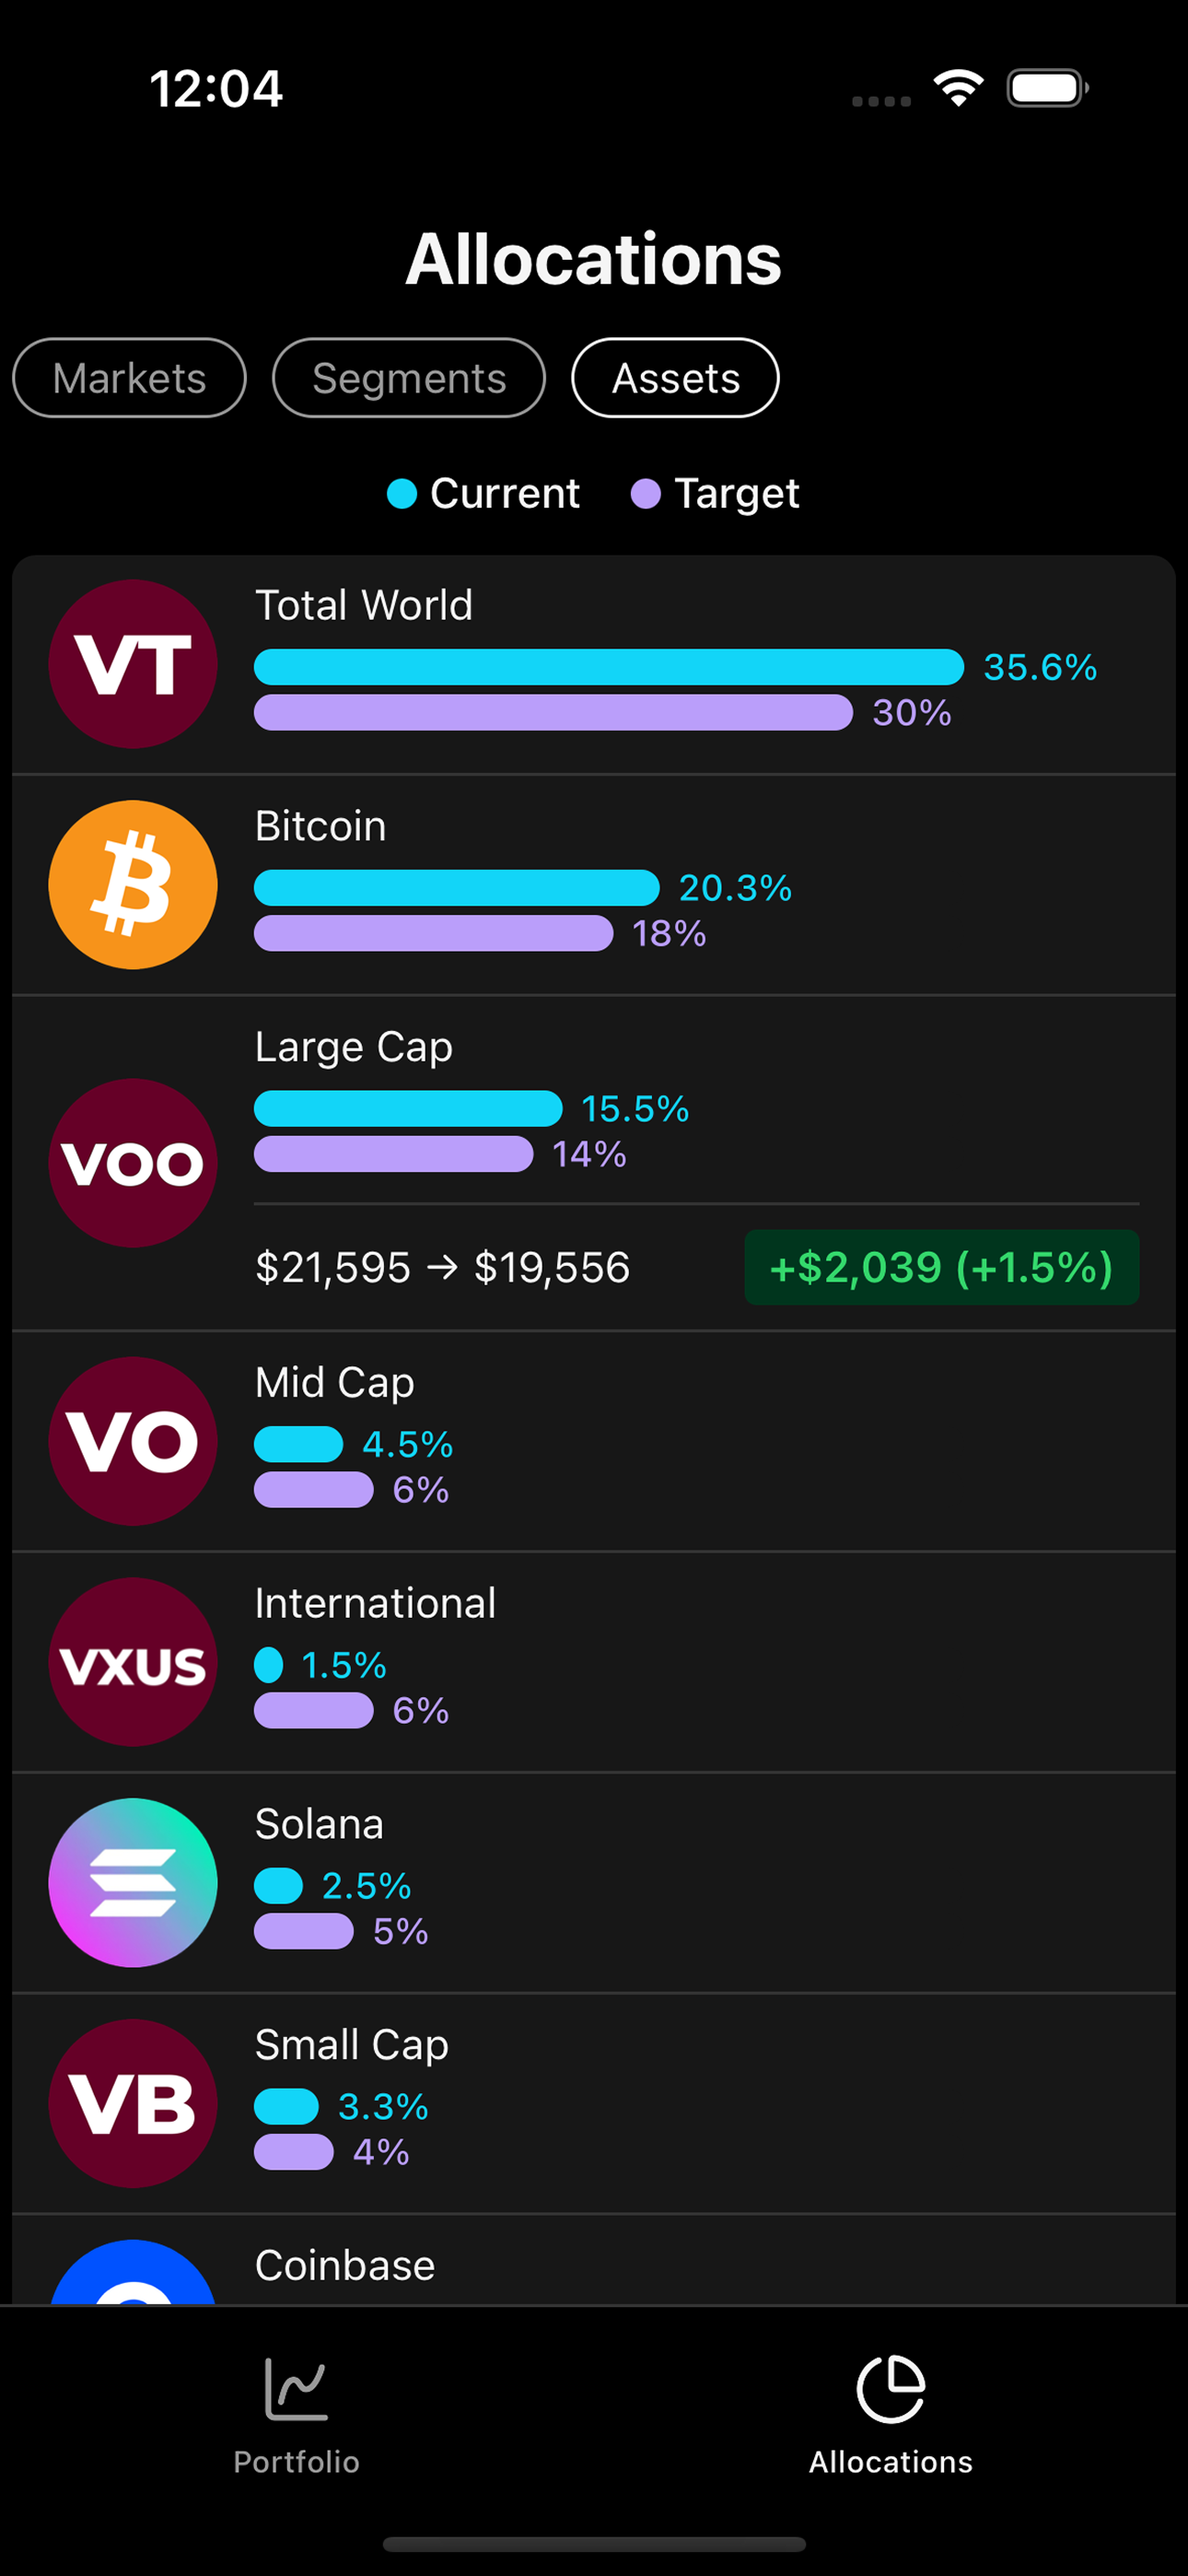 12:04
Allocations
Markets Segments Assets
Current Target
VT
Total World
35.6%
30%
Bitcoin
20.3%
18%
VOO
Large Cap
15.5%
14%
$21,595 → $19,556 +$2,039 (+1.5%)
VO
Mid Cap
4.5%
6%
VXUS
International
1.5%
6%
Solana
2.5%
5%
VB
Small Cap
3.3%
4%
Coinbase
Portfolio Allocations